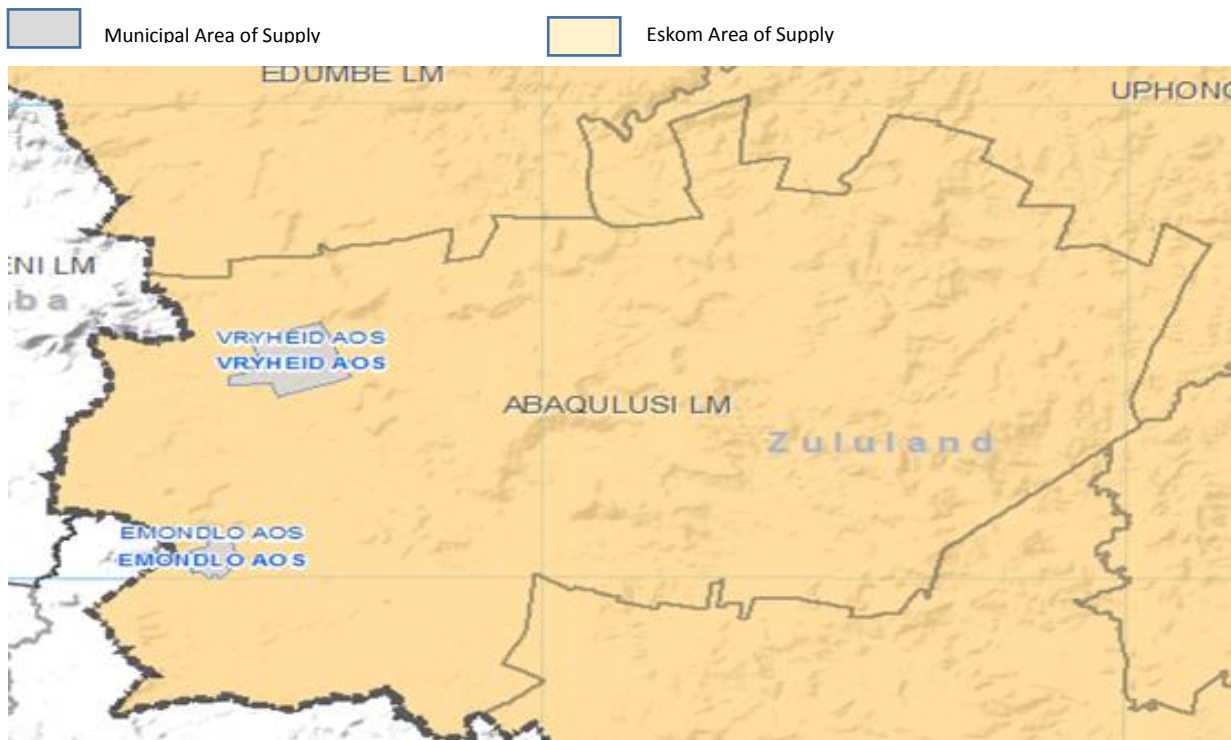 Municipal Area of Supply
Eskom Area of Supply
EDUMBE LM
UPHONG
ENI LM
ba
VRYHEID AOS
VRYHEID AOS
ABAQULUSI LM
Zululand
EMONDLO AOS
EMONDLO AOS